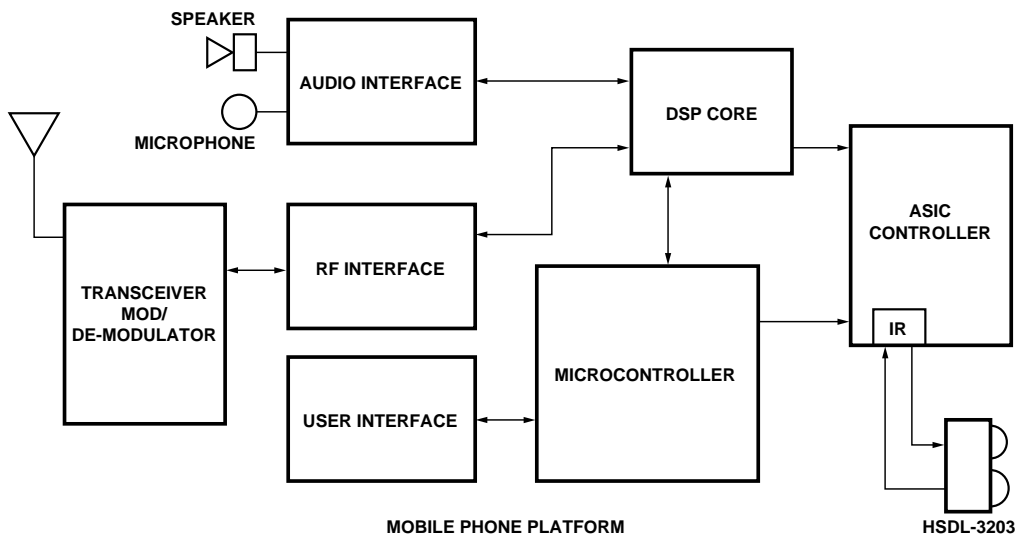 SPEAKER
AUDIO INTERFACE
MICROPHONE
DSP CORE
ASIC
CONTROLLER
RF INTERFACE
TRANSCEIVER
MOD/
DE-MODULATOR
IR
MICROCONTROLLER
USER INTERFACE
MOBILE PHONE PLATFORM
HSDL-3203